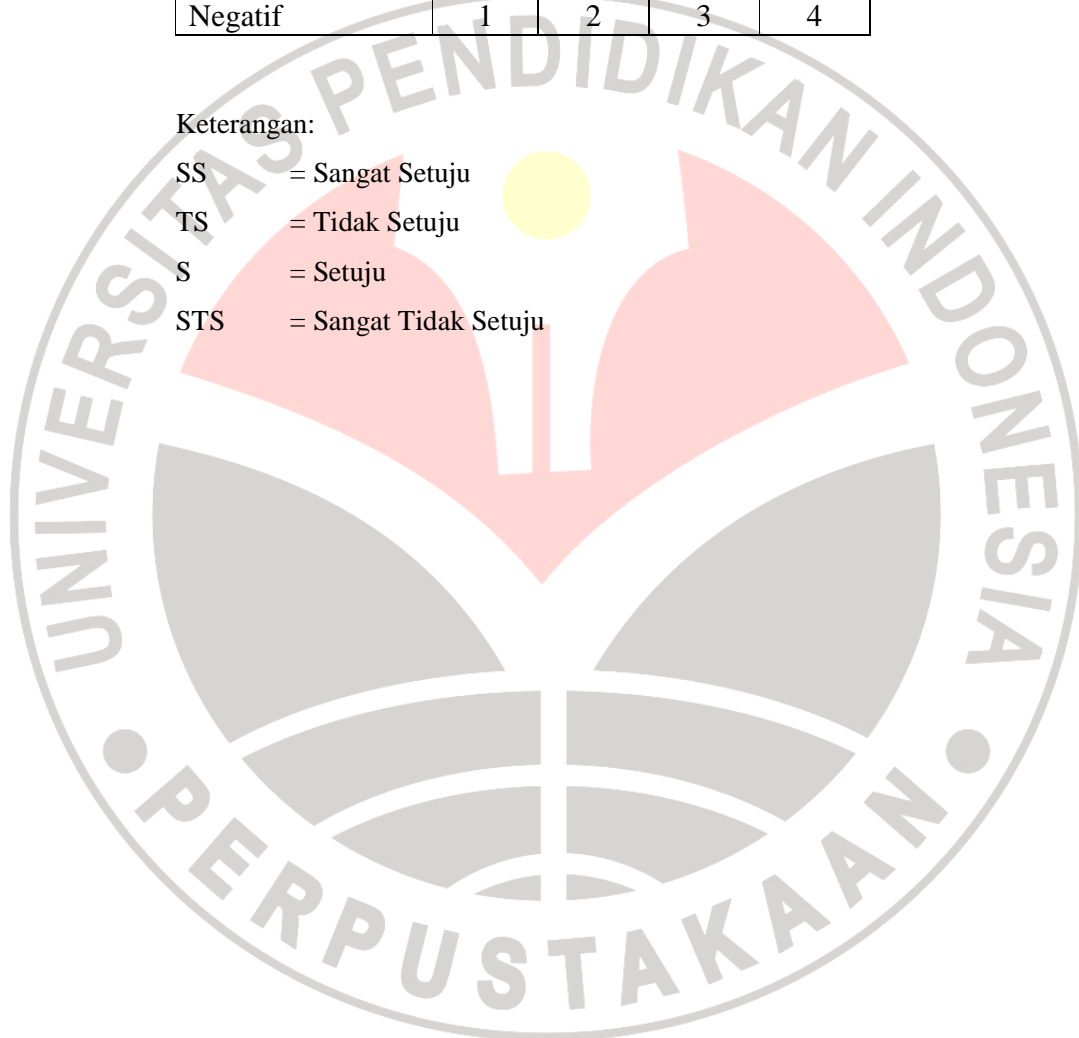 Negatif 1 2 3 4
Keterangan:
SS = Sangat Setuju
TS = Tidak Setuju
S = Setuju
STS = Sangat Tidak Setuju
UNIVERSITAS PENDIDIKAN INDONESIA
PERPUSTAKAAN